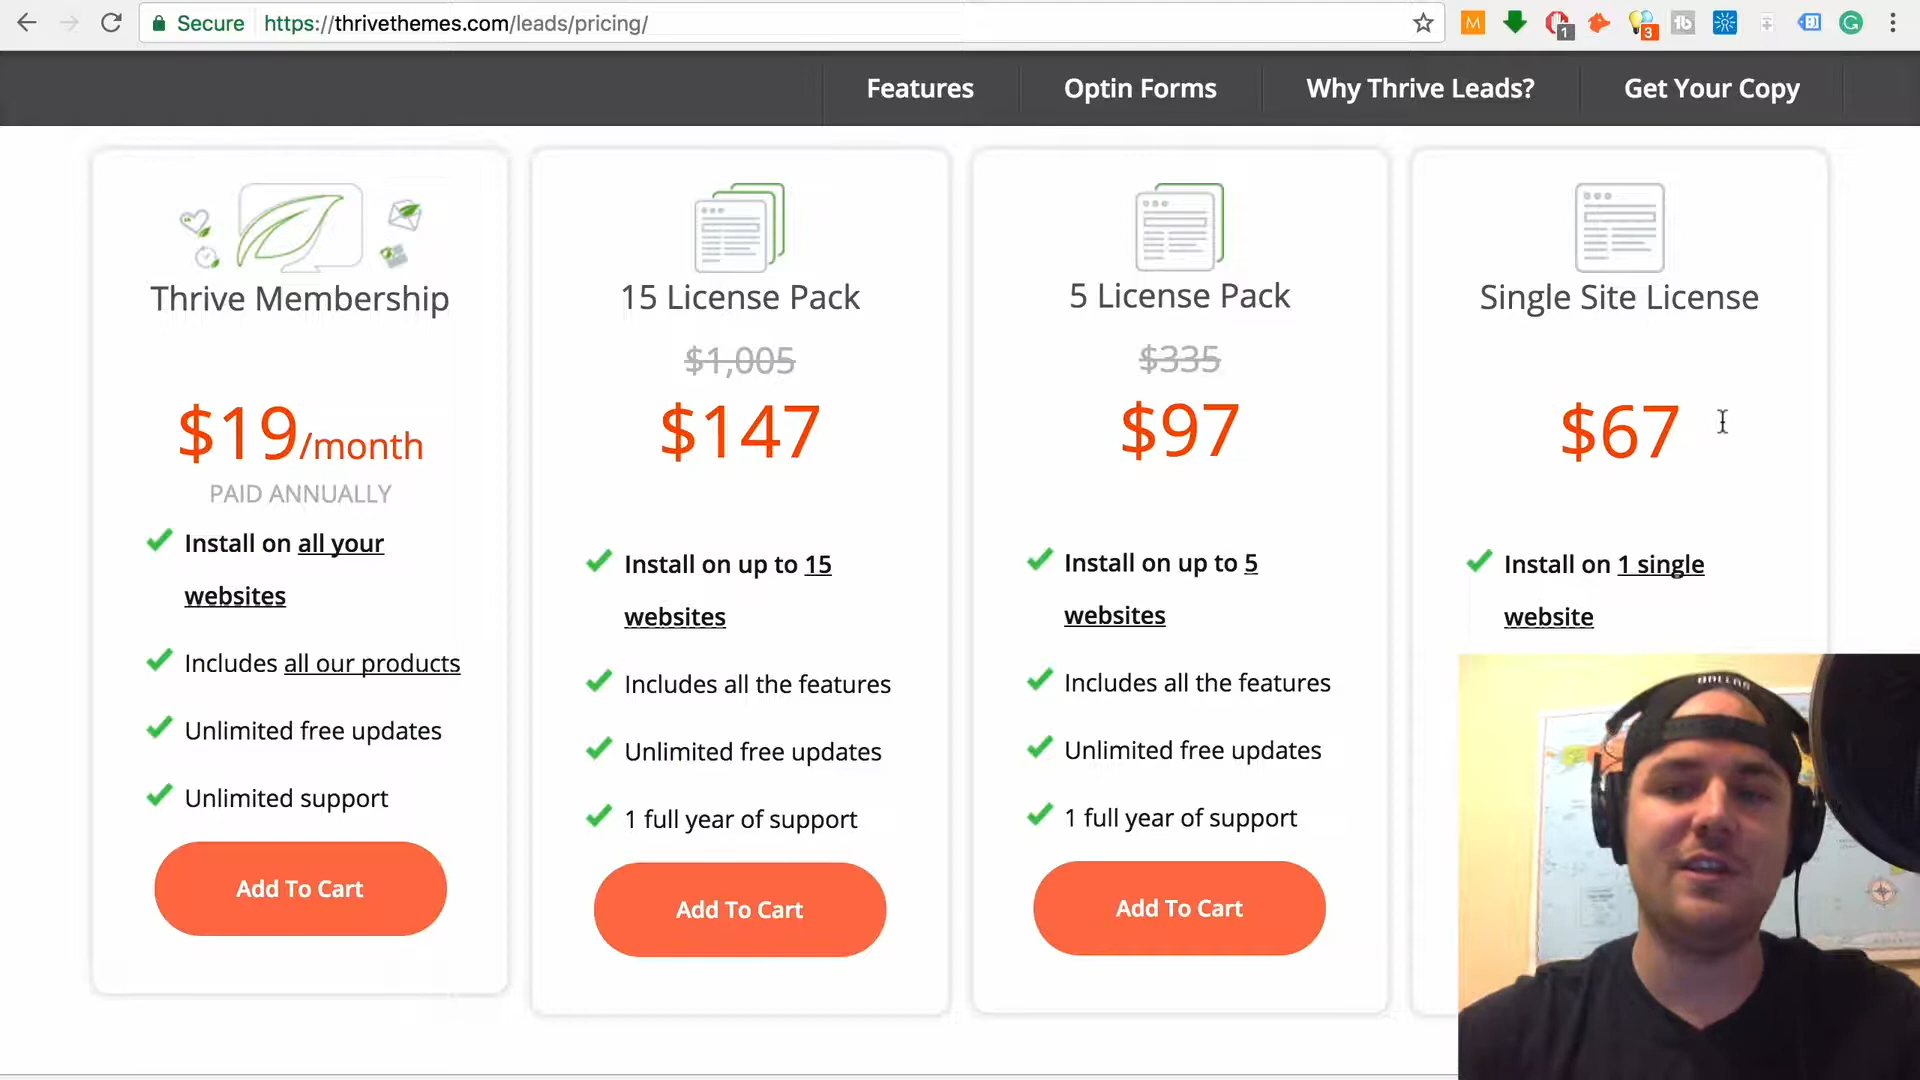 Secure https://thrivethemes.com/leads/pricing/
M 1 3 tb G
Features Optin Forms Why Thrive Leads? Get Your Copy
Thrive Membership
$19/month
PAID ANNUALLY
Install on all your
websites
Includes all our products
Unlimited free updates
Unlimited support
Add To Cart
15 License Pack
$1,005
$147
Install on up to 15
websites
Includes all the features
Unlimited free updates
1 full year of support
Add To Cart
5 License Pack
$335
$97
Install on up to 5
websites
Includes all the features
Unlimited free updates
1 full year of support
Add To Cart
Single Site License
$67
Install on 1 single
website
DALLAS